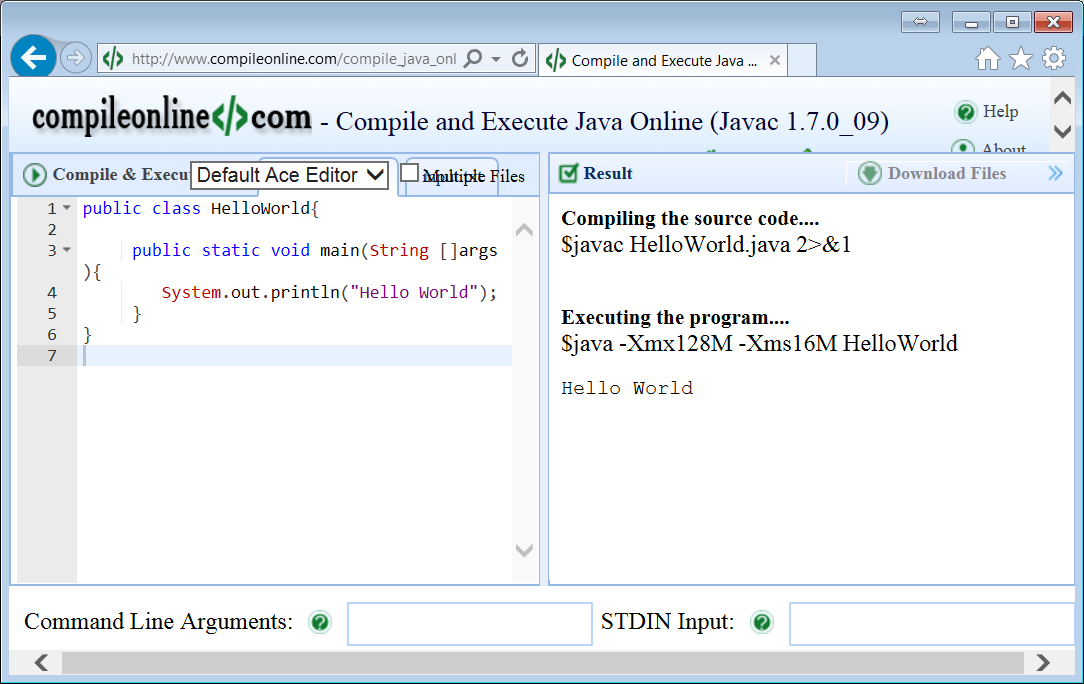 http://www.compileonline.com/compile_java_onl
Compile and Execute Java ...
compileonline</>com - Compile and Execute Java Online (Javac 1.7.0_09)
Help
About
Compile & Execu
Default Ace Editor
Multiple Files
Result
Download Files
1 public class HelloWorld{
2
3 public static void main(String []args
){
4 System.out.println("Hello World");
5 }
6 }
7
Compiling the source code....
$javac HelloWorld.java 2>&1
Executing the program....
$java -Xmx128M -Xms16M HelloWorld
Hello World
Command Line Arguments:
STDIN Input: